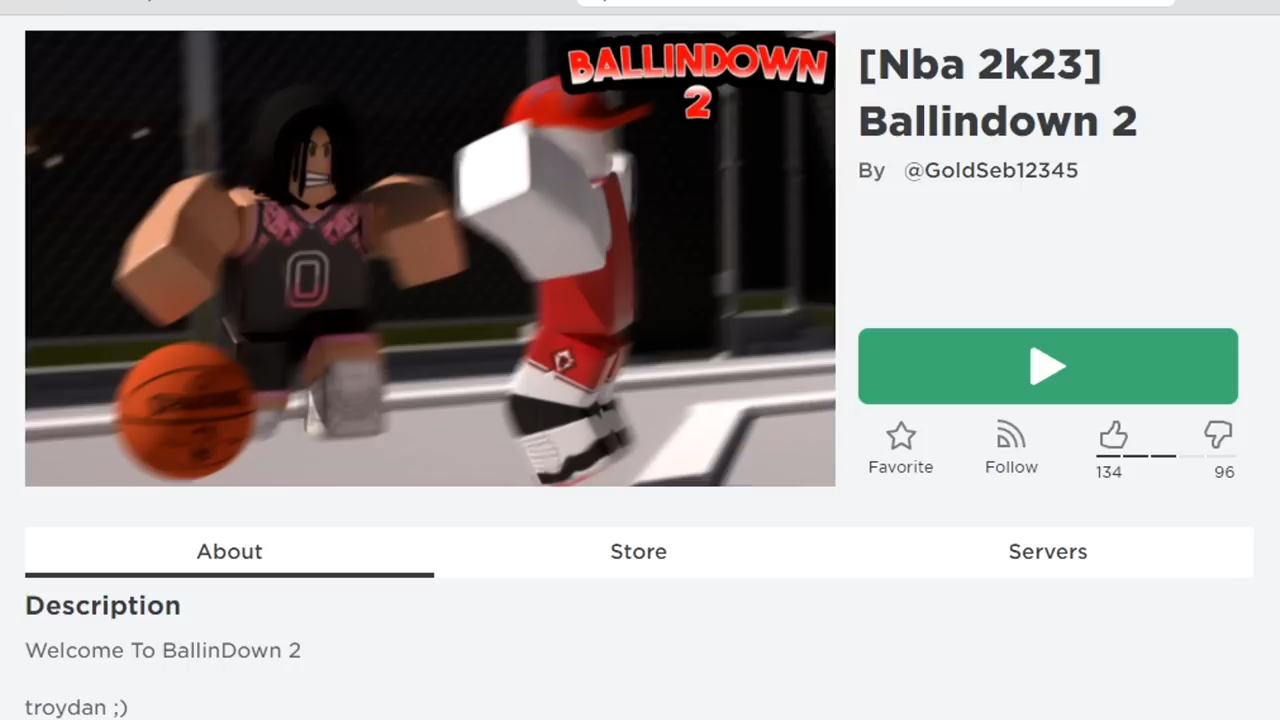 BALLINDOWN
2
0
[Nba 2k23]
Ballindown 2
By @GoldSeb12345
Favorite
Follow
134
96
About
Store
Servers
Description
Welcome To BallinDown 2
troydan ;)